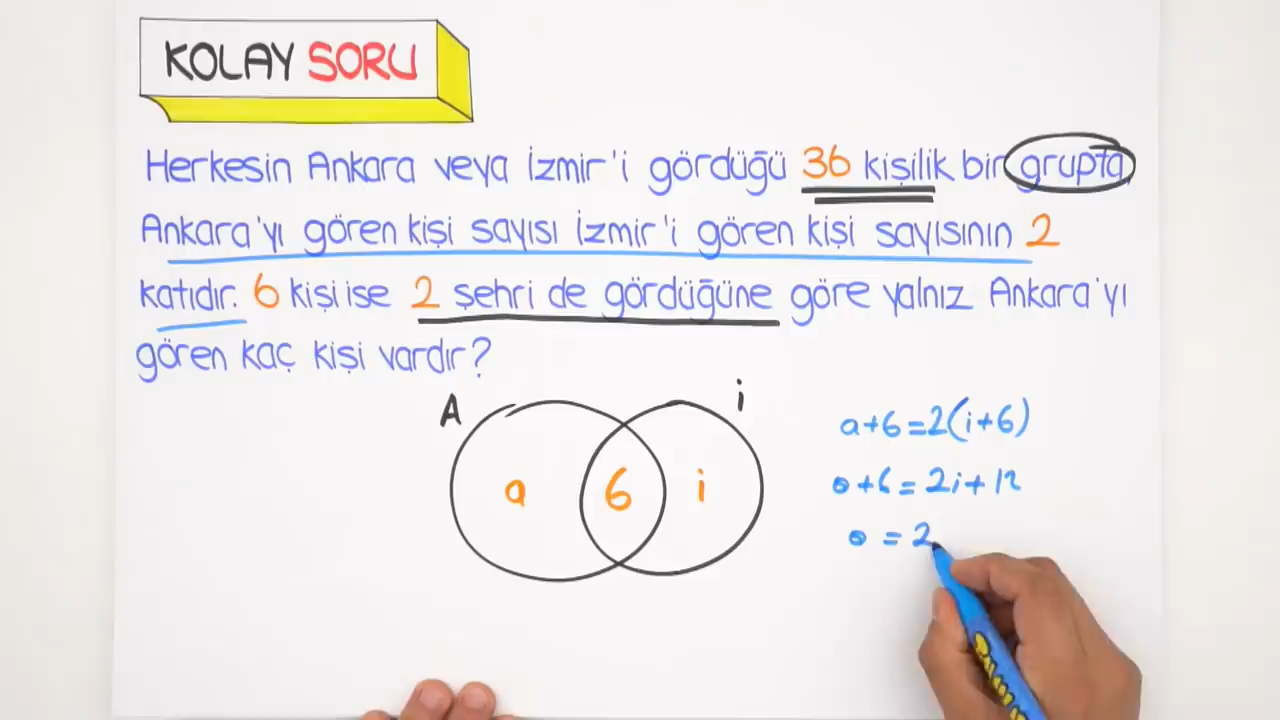 KOLAY SORU
Herkesin Ankara veya İzmir'i gördüğü 36 kişilik bir grupta,
Ankara'yı gören kişi sayısı İzmir'i gören kişi sayısının 2
katıdır. 6 kişi ise 2 şehri de gördüğüne göre yalnız Ankara'yı
gören kaç kişi vardır?
A i
a 6 i
a+6=2(i+6)
a+6=2i+12
a = 2